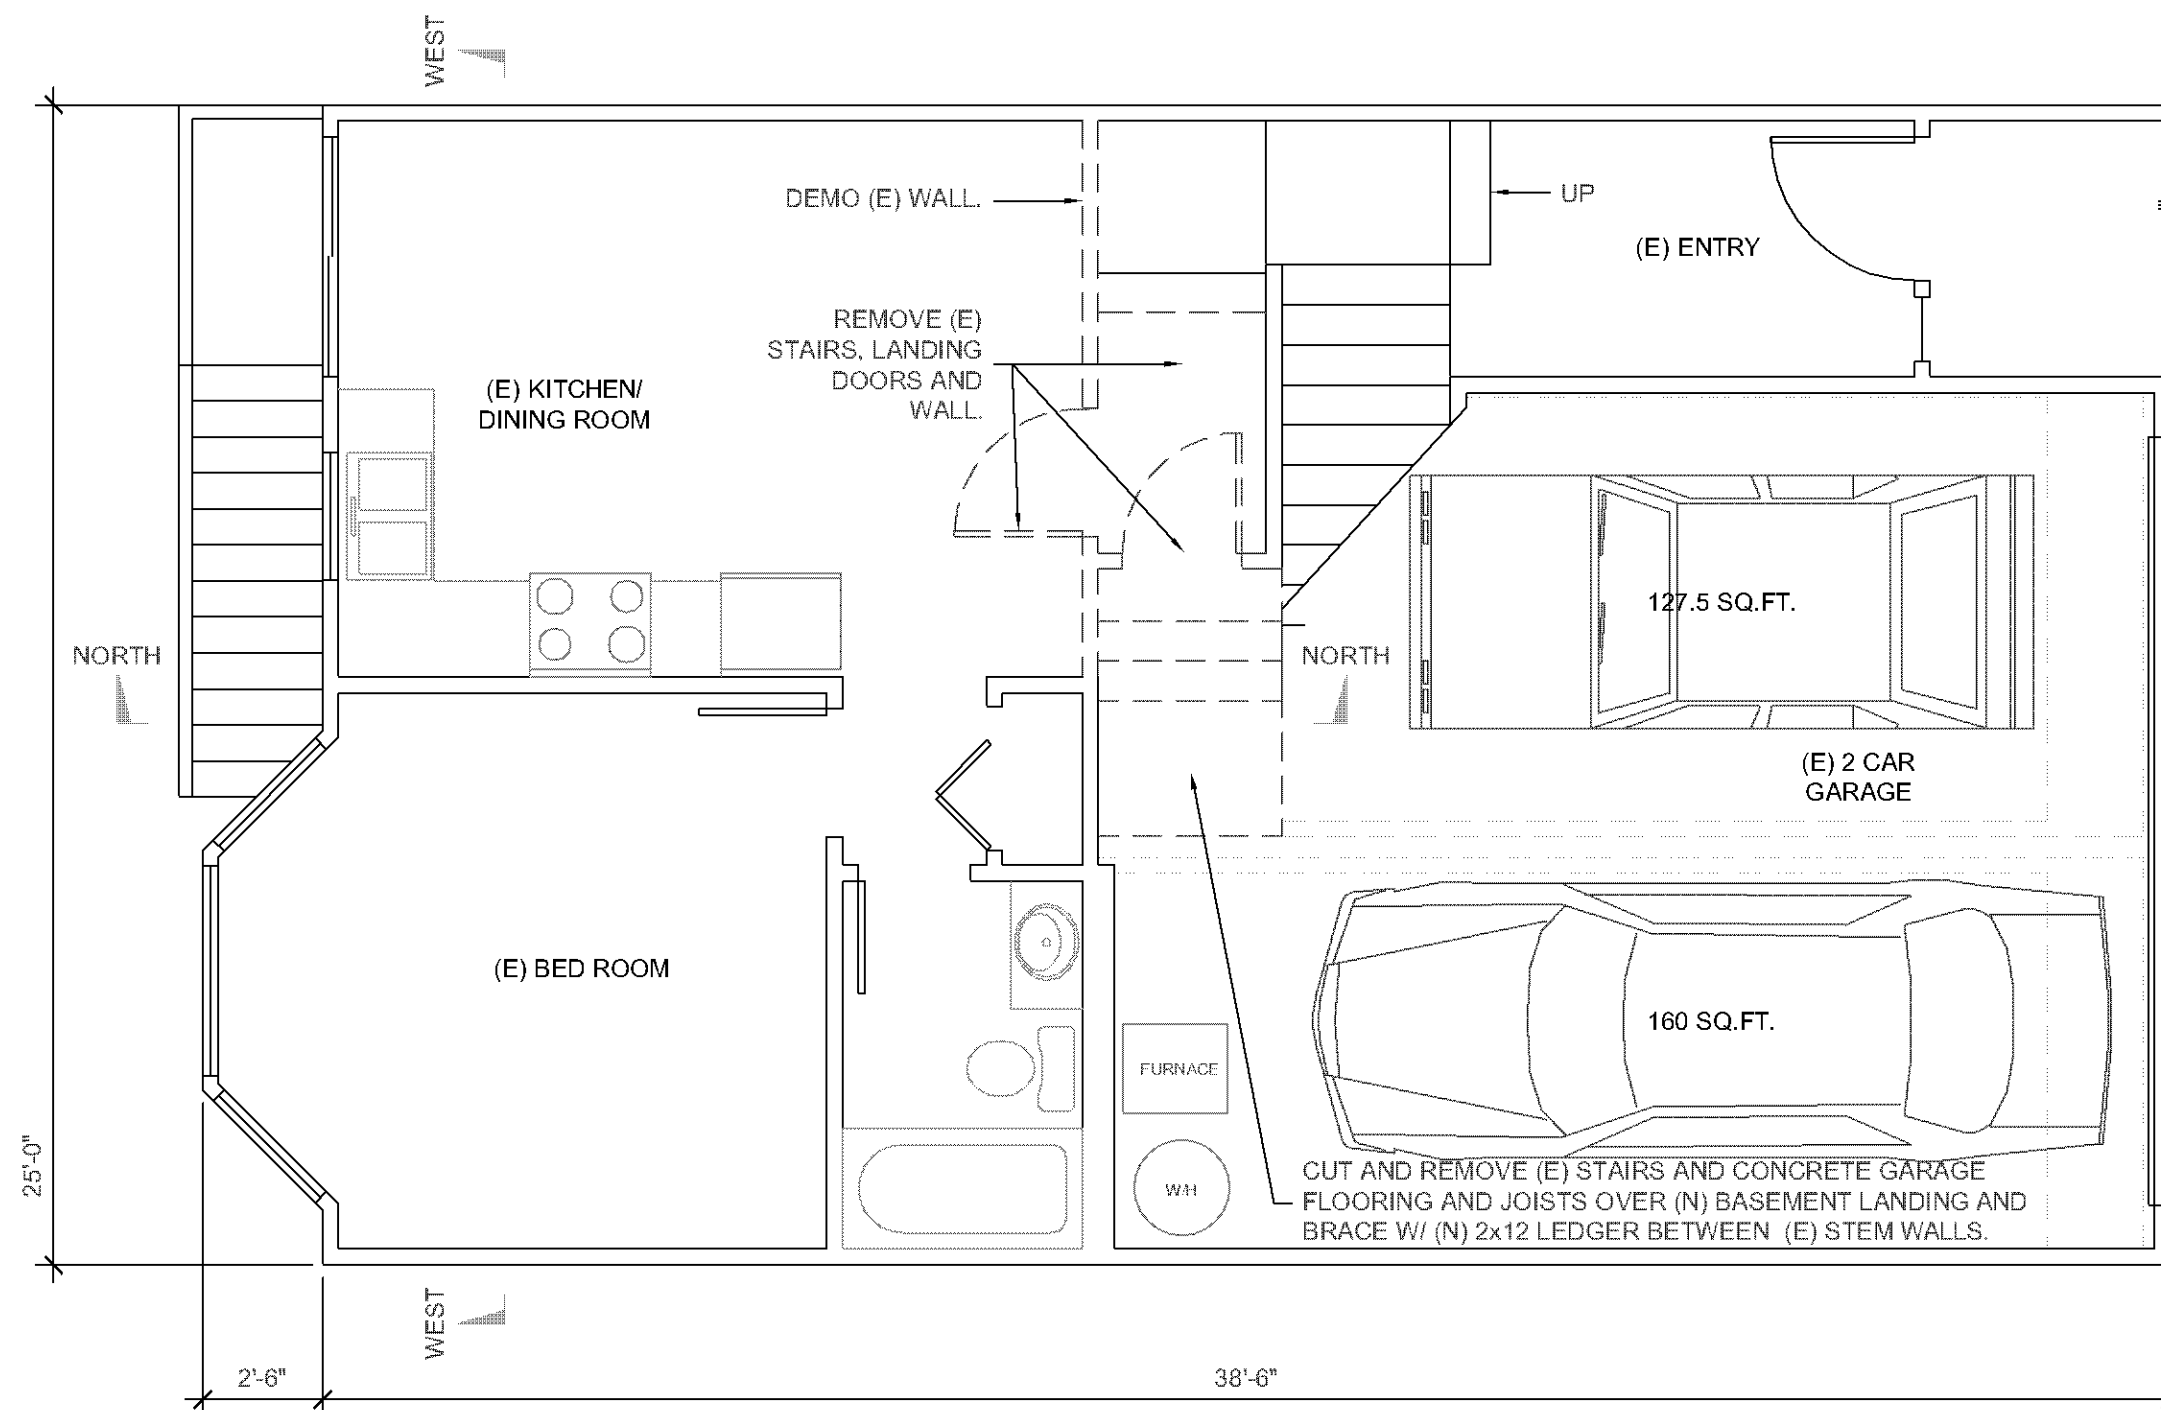 WEST
DEMO (E) WALL.
UP
(E) ENTRY
REMOVE (E)
STAIRS, LANDING
DOORS AND
WALL.
(E) KITCHEN/
DINING ROOM
127.5 SQ.FT.
NORTH
NORTH
(E) 2 CAR
GARAGE
(E) BED ROOM
160 SQ.FT.
FURNACE
25'-0"
W/H
CUT AND REMOVE (E) STAIRS AND CONCRETE GARAGE
FLOORING AND JOISTS OVER (N) BASEMENT LANDING AND
BRACE W/ (N) 2x12 LEDGER BETWEEN (E) STEM WALLS.
WEST
2'-6"
38'-6"